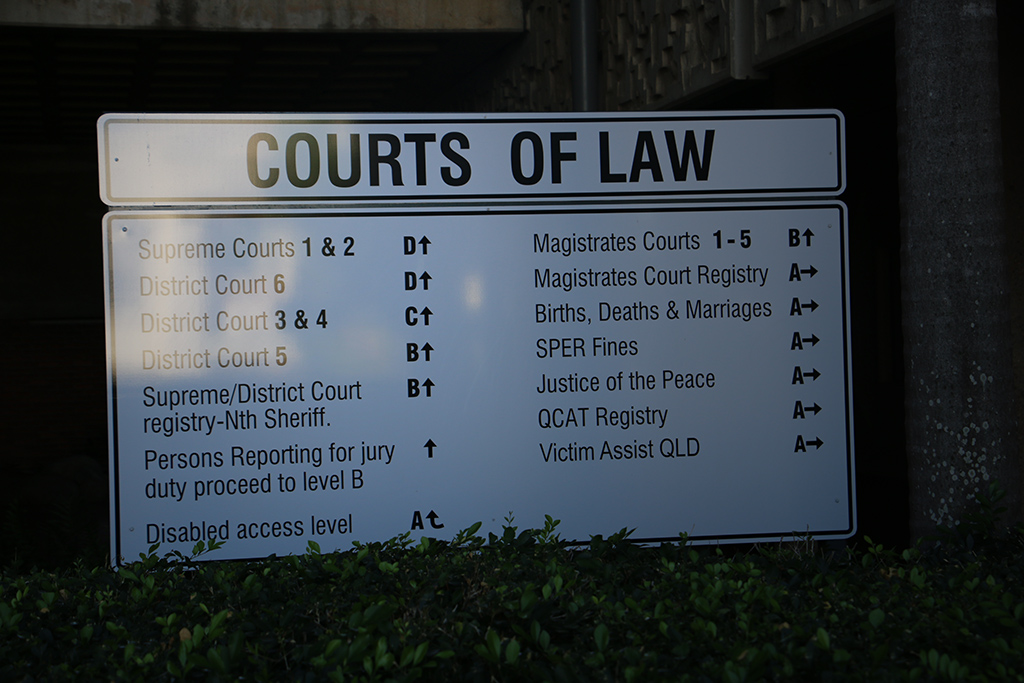 COURTS OF LAW
Supreme Courts 1 & 2 D↑
District Court 6 D↑
District Court 3 & 4 C↑
District Court 5 B↑
Supreme/District Court B↑
registry-Nth Sheriff.
Persons Reporting for jury ↑
duty proceed to level B
Disabled access level A↰
Magistrates Courts 1-5 B↑
Magistrates Court Registry A→
Births, Deaths & Marriages A→
SPER Fines A→
Justice of the Peace A→
QCAT Registry A→
Victim Assist QLD A→